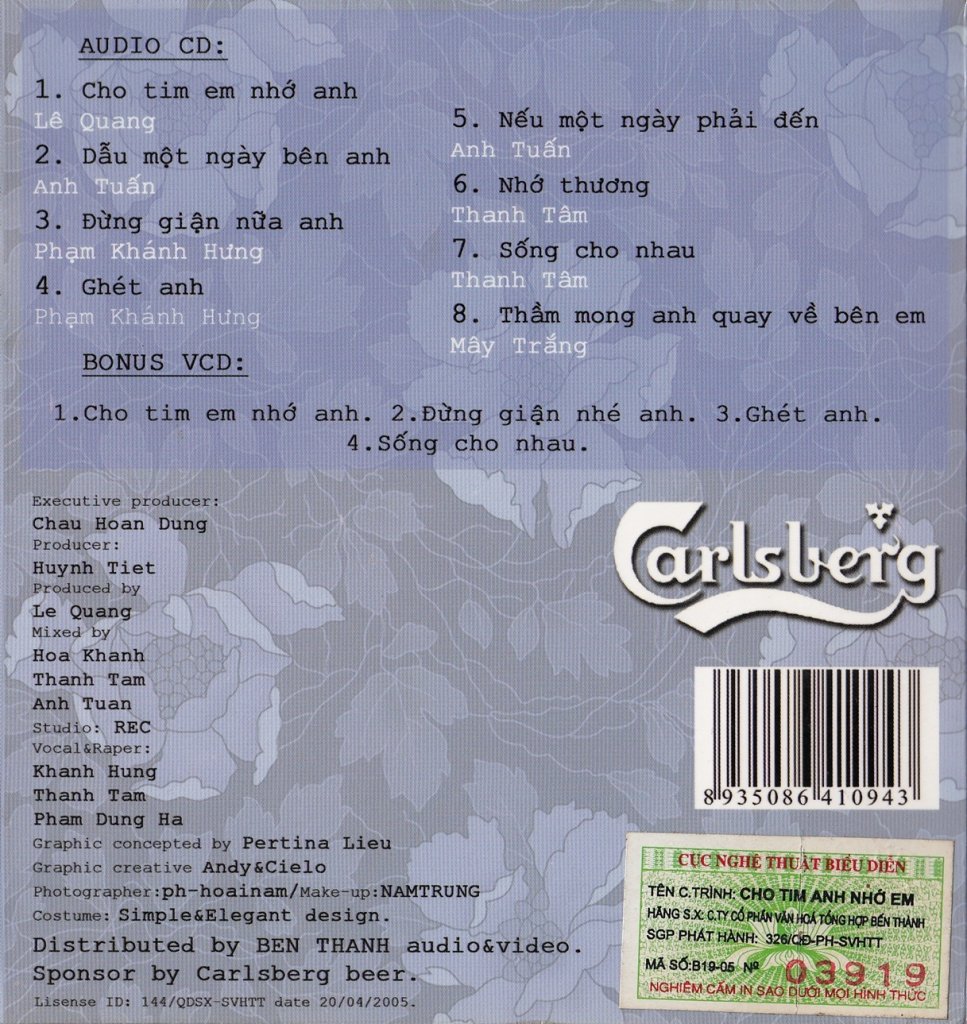 AUDIO CD:
1. Cho tim em nhớ anh
Lê Quang
2. Dẫu một ngày bên anh
Anh Tuấn
3. Đừng giận nữa anh
Phạm Khánh Hưng
4. Ghét anh
Phạm Khánh Hưng
5. Nếu một ngày phải đến
Anh Tuấn
6. Nhớ thương
Thanh Tâm
7. Sống cho nhau
Thanh Tâm
8. Thầm mong anh quay về bên em
Mây Trắng
BONUS VCD:
1.Cho tim em nhớ anh. 2.Đừng giận nhé anh. 3.Ghét anh.
4.Sống cho nhau.
Executive producer:
Chau Hoan Dung
Producer:
Huynh Tiet
Produced by
Le Quang
Mixed by
Hoa Khanh
Thanh Tam
Anh Tuan
Studio: REC
Vocal&Raper:
Khanh Hung
Thanh Tam
Pham Dung Ha
Graphic concepted by Pertina Lieu
Graphic creative Andy&Cielo
Photographer:ph-hoainam/Make-up:NAMTRUNG
Costume: Simple&Elegant design.
Distributed by BEN THANH audio&video.
Sponsor by Carlsberg beer.
Lisense ID: 144/QDSX-SVHTT date 20/04/2005.
Carlsberg
8 935086 410943
CỤC NGHỆ THUẬT BIỂU DIỄN
TÊN C.TRÌNH: CHO TIM ANH NHỚ EM
HÃNG S.X: C.TY CỔ PHẦN VĂN HOÁ TỔNG HỢP BẾN THÀNH
SGP PHÁT HÀNH: 326/QĐ-PH-SVHTT
MÃ SỐ:B19-05 Nº 03919
NGHIÊM CẤM IN SAO DƯỚI MỌI HÌNH THỨC